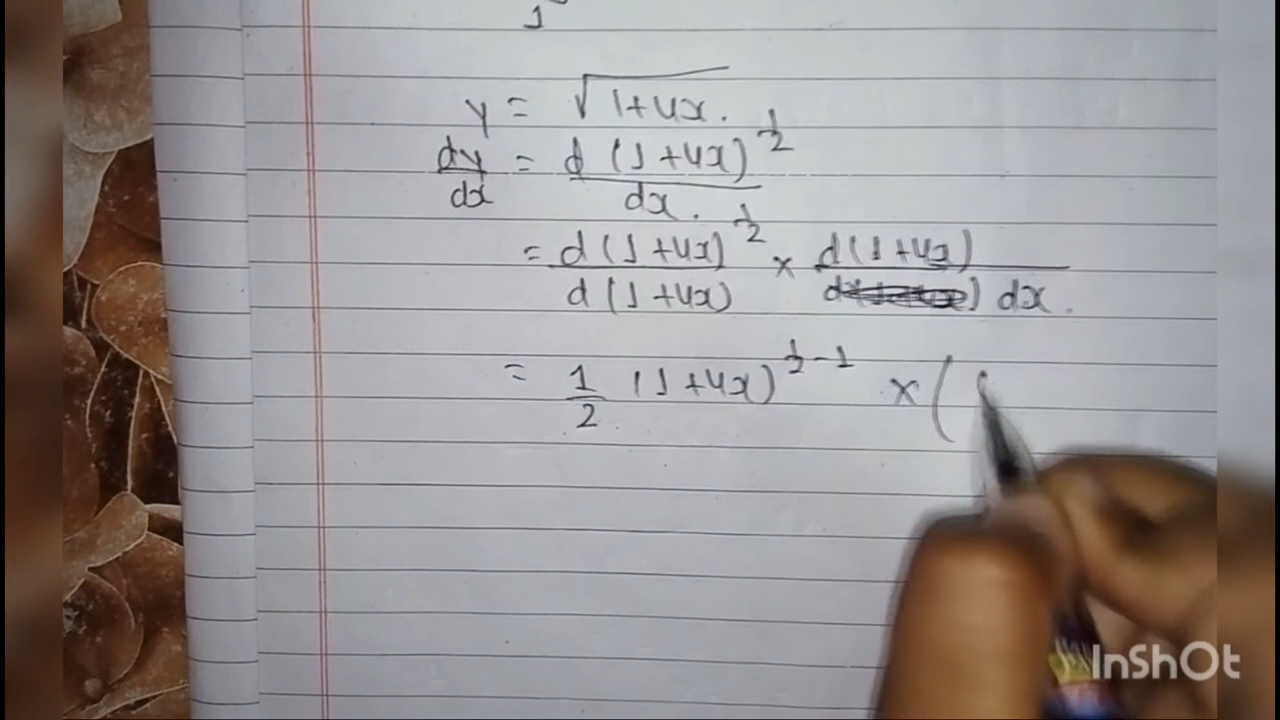 1
y = √1+4x.
dy/dx = d (1+4x)^1/2 / dx.
= d(1+4x)^1/2 / d(1+4x) × d(1+4x) / dx.
= 1/2 (1+4x)^1/2-1 × (
InShOt